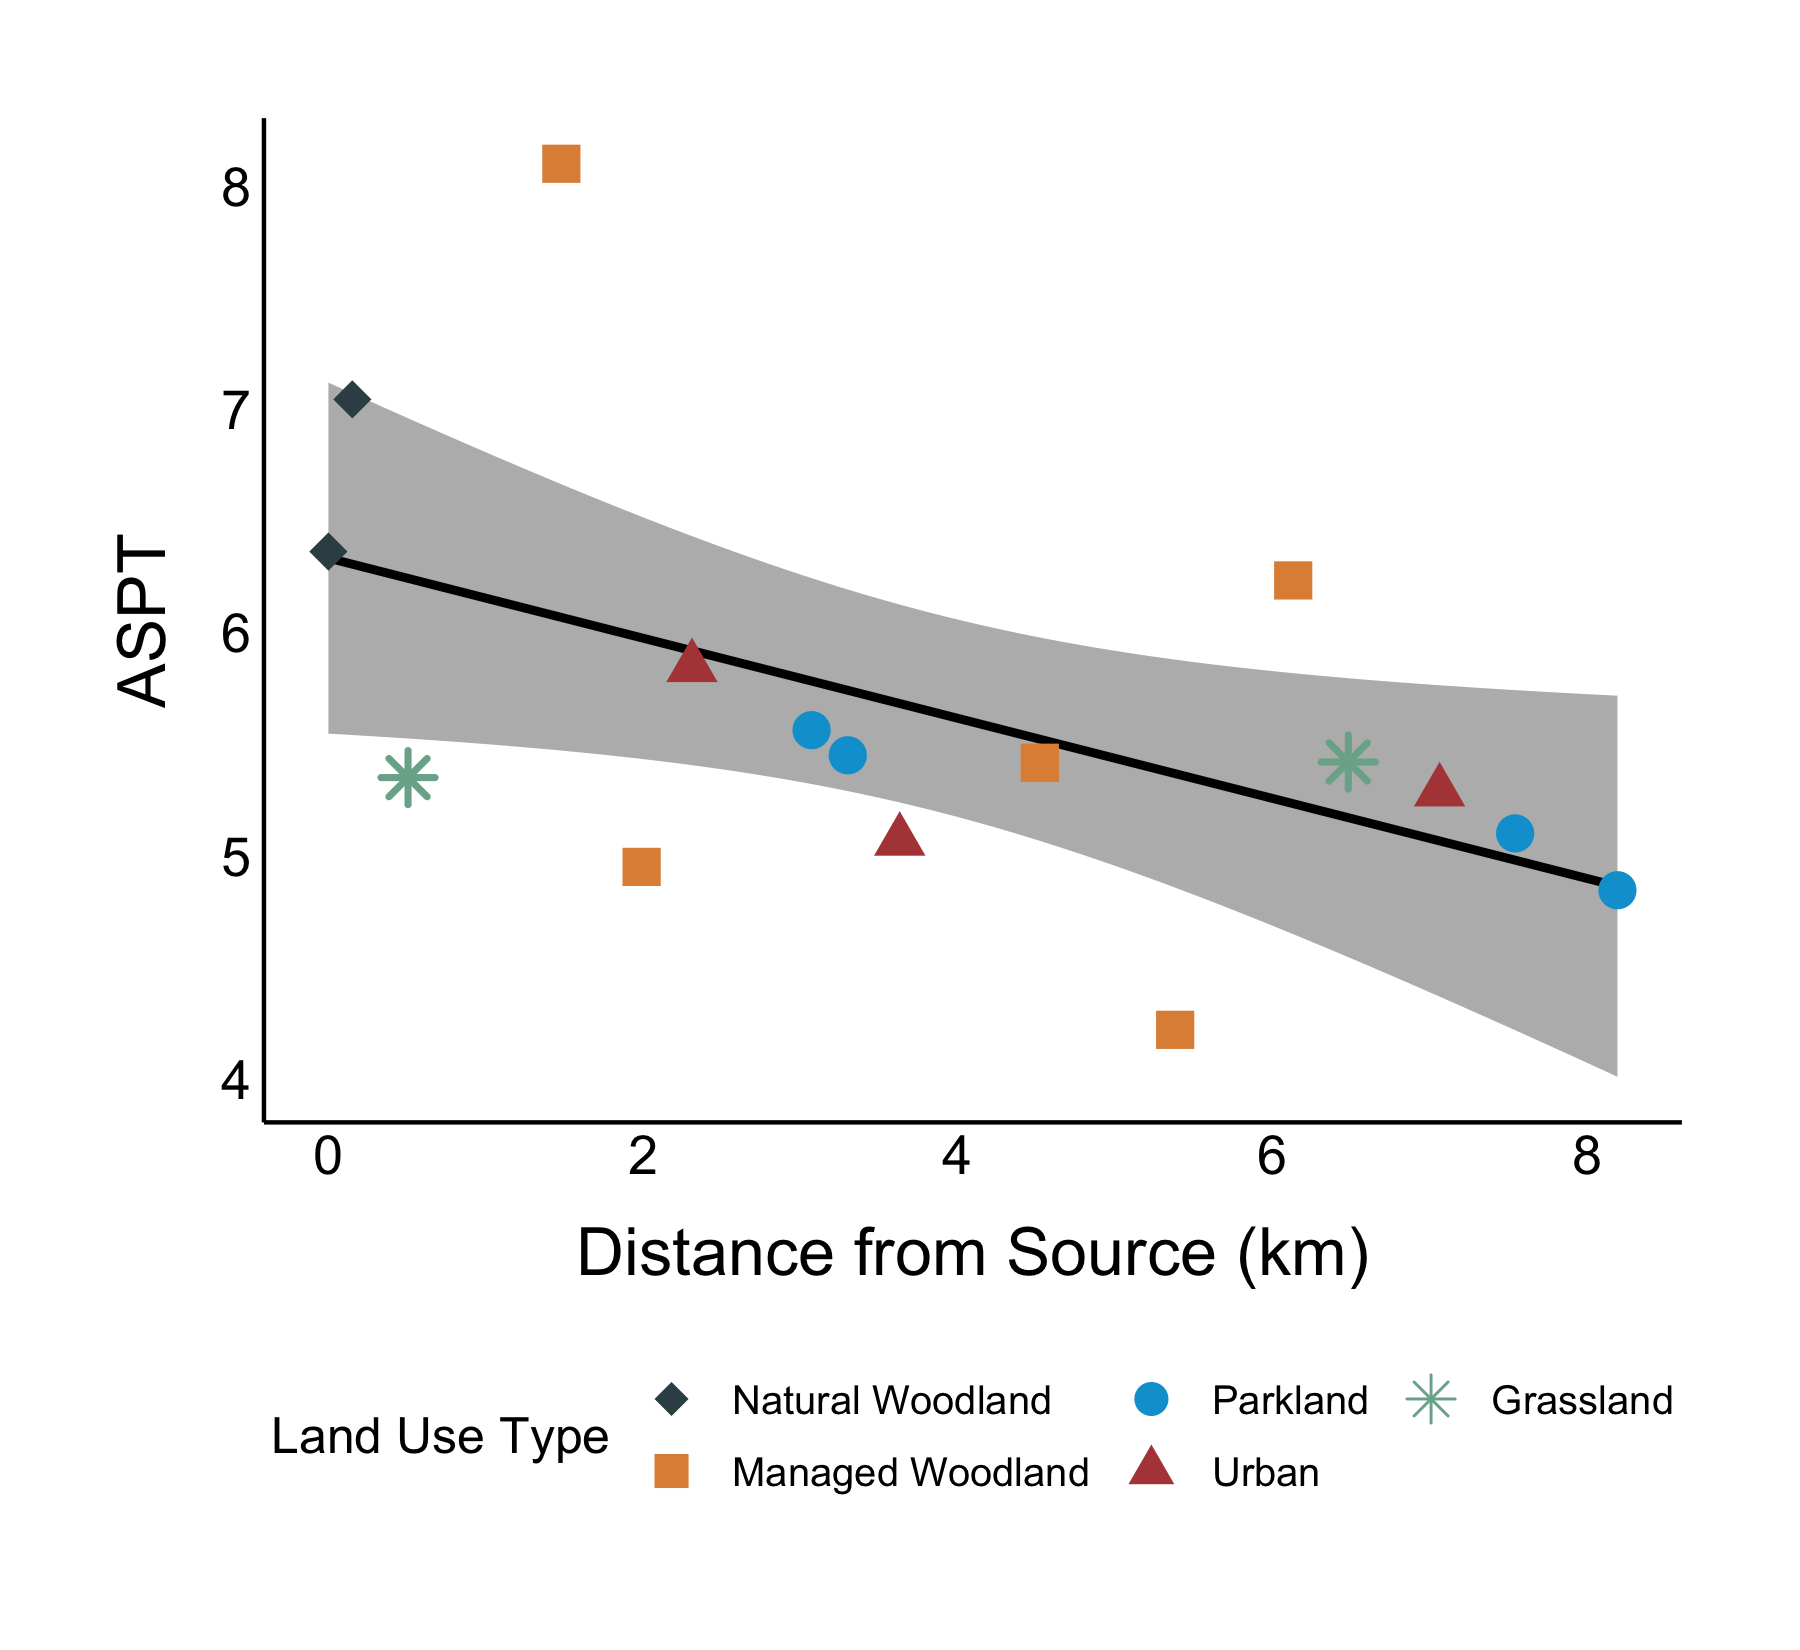 8
7
6
5
4
ASPT
0 2 4 6 8
Distance from Source (km)
Land Use Type
Natural Woodland Parkland Grassland
Managed Woodland Urban